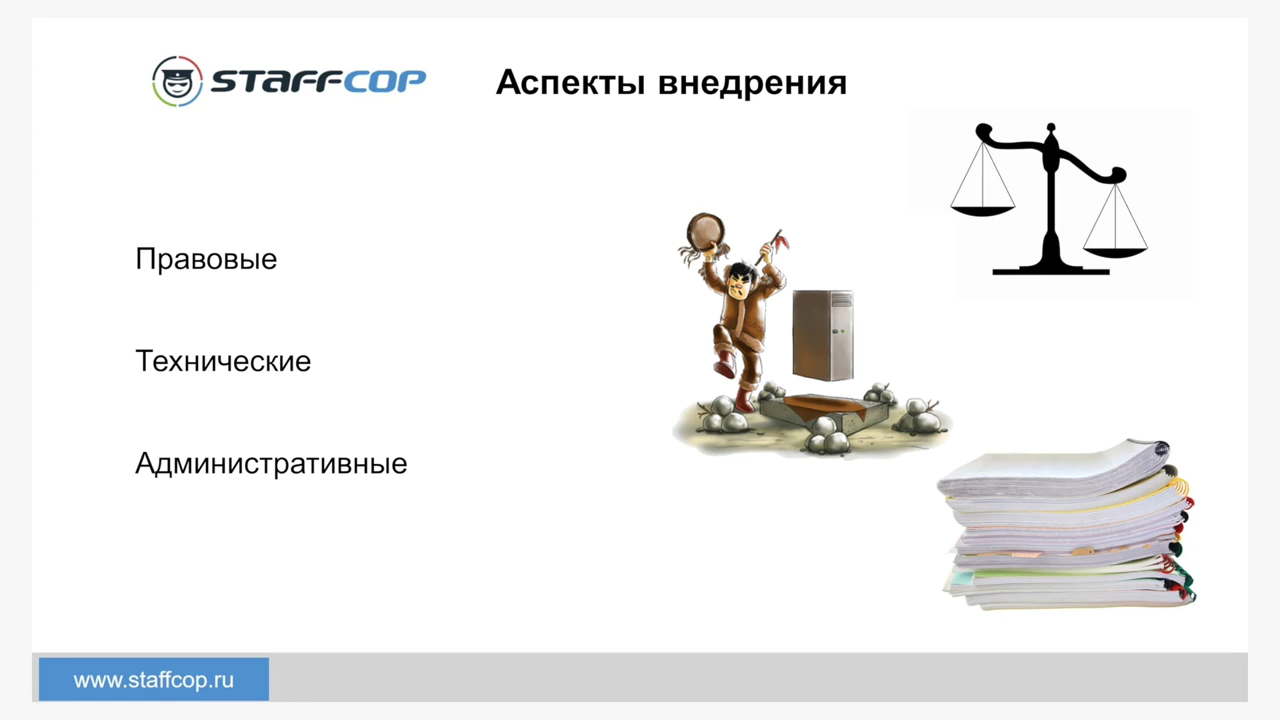 STAFFCOP
Аспекты внедрения
Правовые
Технические
Административные
www.staffcop.ru